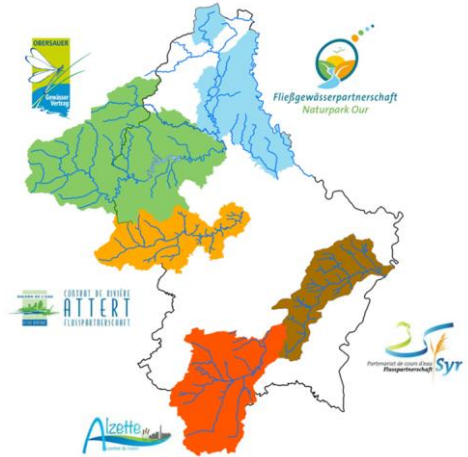 OBERSAUER
Gewässer
Vertrag
Fließgewässerpartnerschaft
Naturpark Our
CONTRAT DE RIVIÈRE
ATTERT
FLUSSPARTNERSCHAFT
Partenariat de cours d'eau
Flusspartnerschaft Syr
Alzette